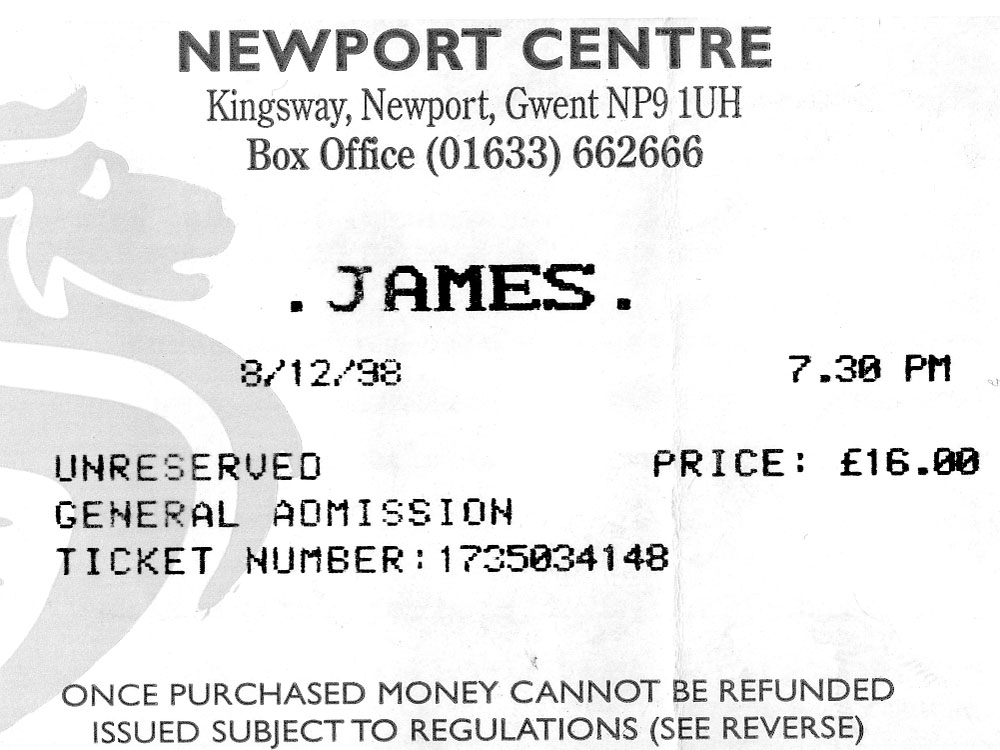 NEWPORT CENTRE
Kingsway, Newport, Gwent NP9 1UH
Box Office (01633) 662666
.JAMES.
8/12/98 7.30 PM
UNRESERVED PRICE: £16.00
GENERAL ADMISSION
TICKET NUMBER:1735034148
ONCE PURCHASED MONEY CANNOT BE REFUNDED
ISSUED SUBJECT TO REGULATIONS (SEE REVERSE)